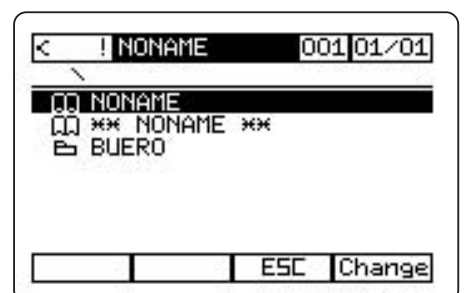 < ! NONAME 001 01/01
\
NONAME
** NONAME **
BUERO
ESC Change